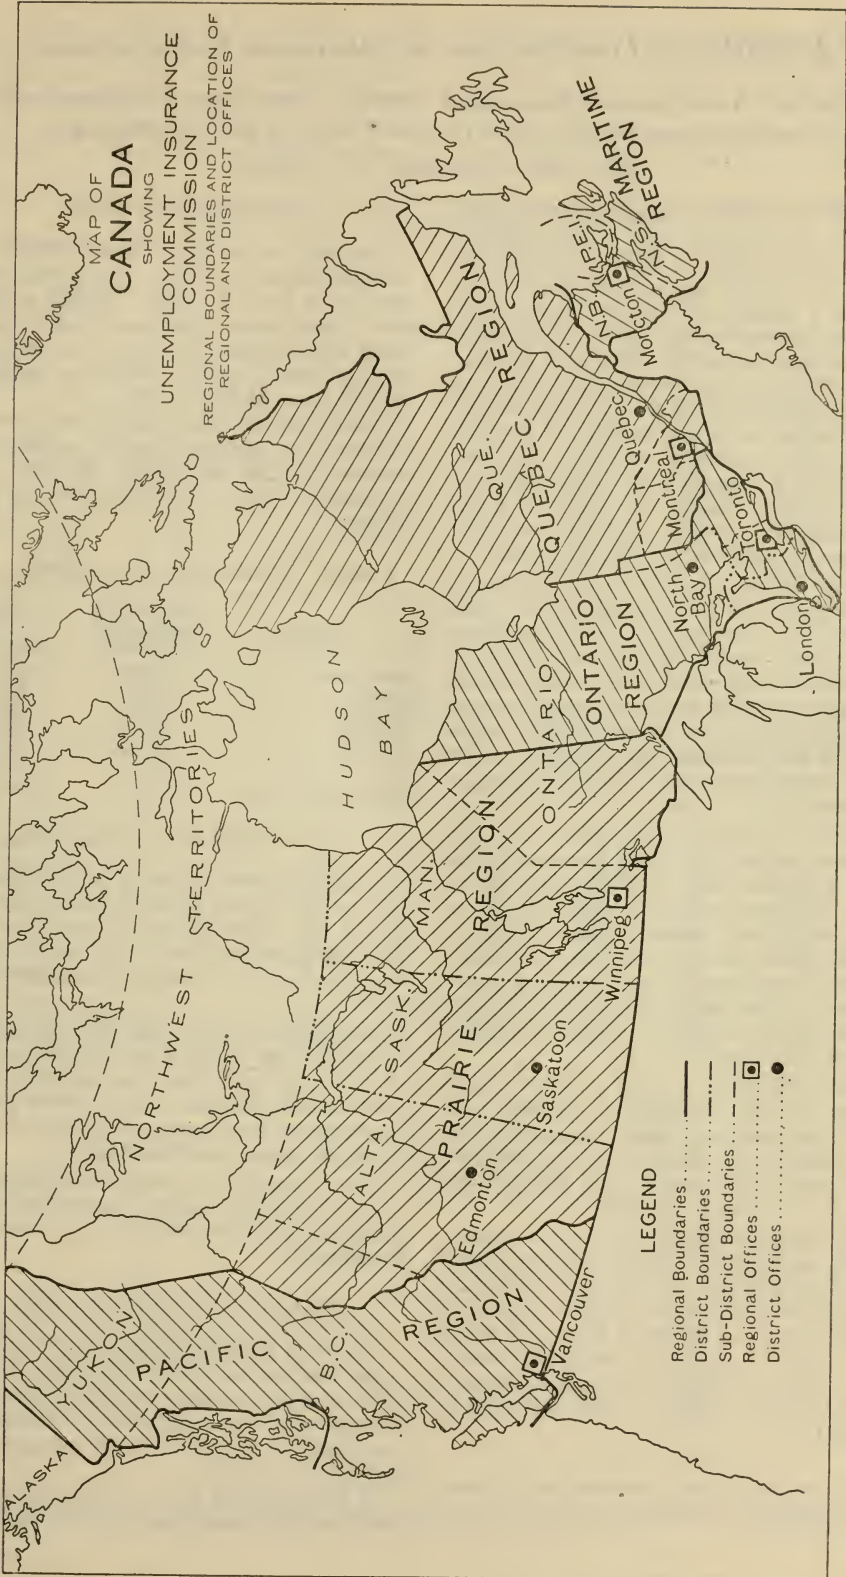 MAP OF
CANADA
SHOWING
UNEMPLOYMENT INSURANCE
COMMISSION
REGIONAL BOUNDARIES AND LOCATION OF
REGIONAL AND DISTRICT OFFICES
ALASKA
YUKON
NORTHWEST
TERRITORIES
PACIFIC
REGION
B.C.
Vancouver
ALTA.
Edmonton
SASK.
Saskatoon
PRAIRIE
REGION
MAN.
Winnipeg
HUDSON
BAY
ONTARIO
ONTARIO
REGION
North
Bay
Toronto
London
QUE.
QUEBEC
REGION
Quebec
Montreal
N.B.
P.E.I.
N.S.
Moncton
MARITIME
REGION
LEGEND
Regional Boundaries
District Boundaries
Sub-District Boundaries
Regional Offices
District Offices